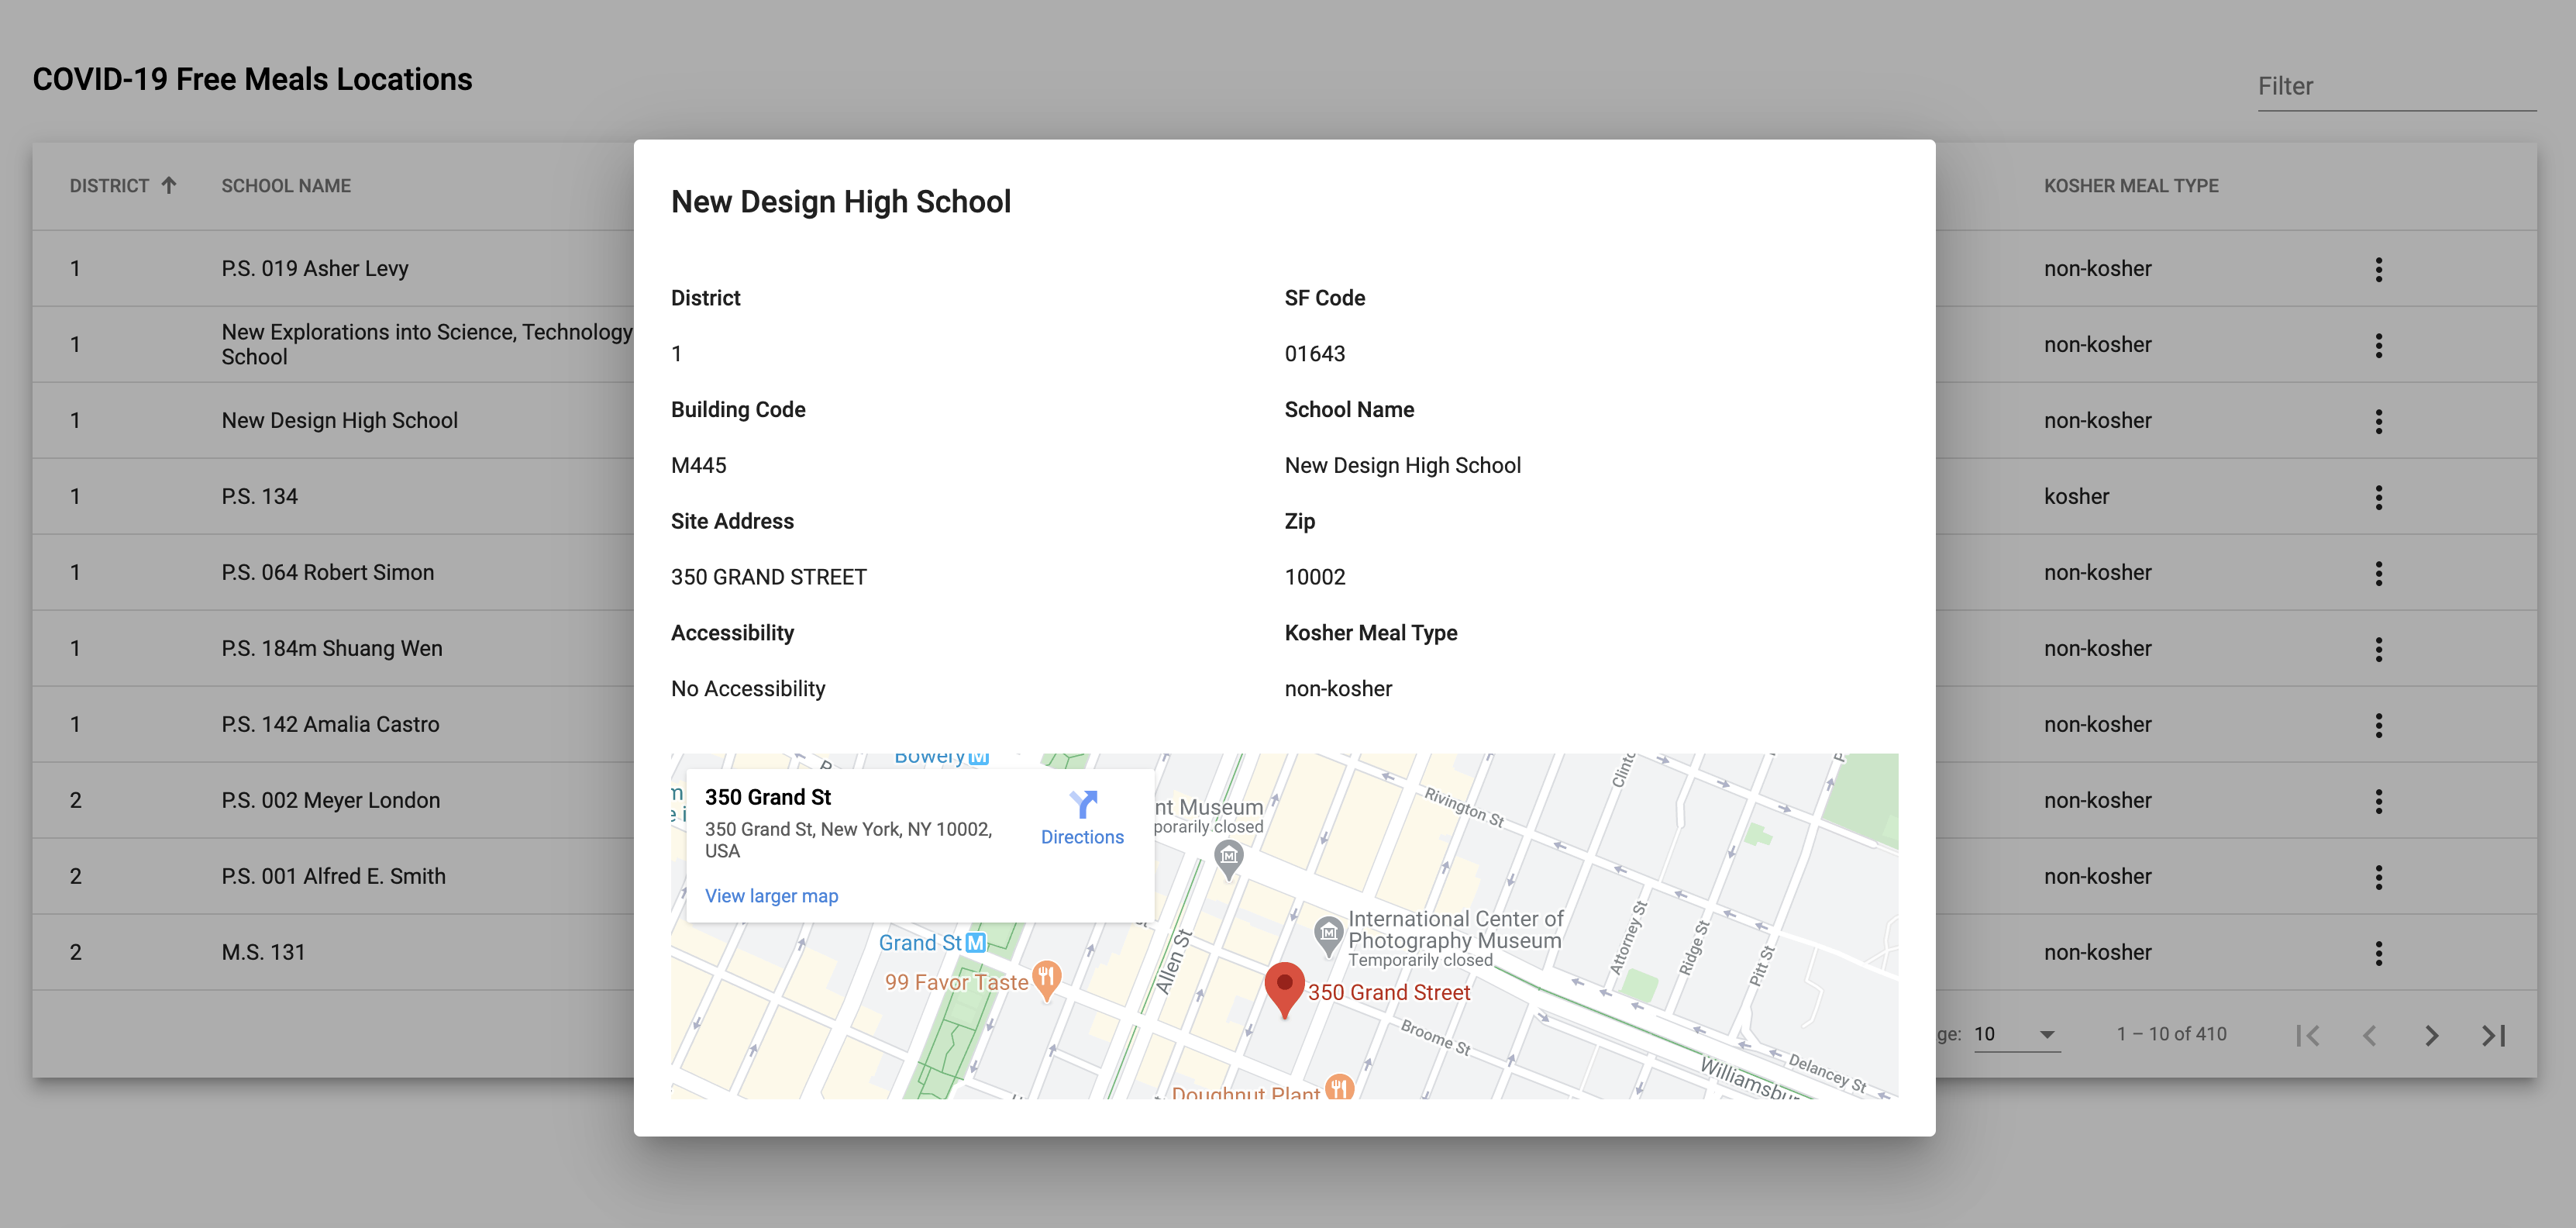 COVID-19 Free Meals Locations
Filter
DISTRICT
SCHOOL NAME
KOSHER MEAL TYPE
1
P.S. 019 Asher Levy
non-kosher
1
New Explorations into Science, Technology
School
non-kosher
1
New Design High School
non-kosher
1
P.S. 134
kosher
1
P.S. 064 Robert Simon
non-kosher
1
P.S. 184m Shuang Wen
non-kosher
1
P.S. 142 Amalia Castro
non-kosher
2
P.S. 002 Meyer London
non-kosher
2
P.S. 001 Alfred E. Smith
non-kosher
2
M.S. 131
non-kosher
10
1 – 10 of 410
New Design High School
District
SF Code
1
01643
Building Code
School Name
M445
New Design High School
Site Address
Zip
350 GRAND STREET
10002
Accessibility
Kosher Meal Type
No Accessibility
non-kosher
Bowery M
350 Grand St
350 Grand St, New York, NY 10002,
USA
Directions
View larger map
Museum
closed
Rivington St
International Center of
Photography Museum
Temporarily closed
Grand St M
99 Favor Taste
Allen St
350 Grand Street
Broome St
Attorney St
Ridge St
Pitt St
Delancey St
Doughnut Plant